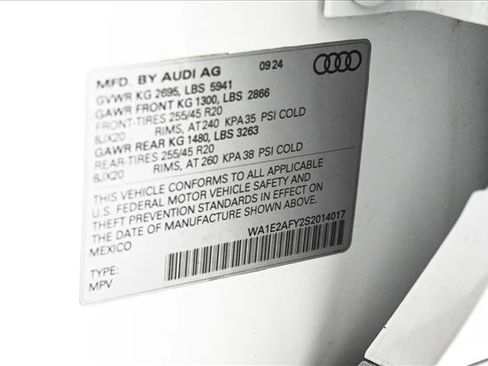 MFD. BY AUDI AG 09 24
GVWR KG 2695, LBS 5941
GAWR FRONT KG 1300, LBS 2866
FRONT-TIRES 255/45 R20
8JX20 RIMS, AT 240 KPA 35 PSI COLD
GAWR REAR KG 1480, LBS 3263
REAR-TIRES 255/45 R20
8JX20 RIMS, AT 260 KPA 38 PSI COLD
THIS VEHICLE CONFORMS TO ALL APPLICABLE
U.S. FEDERAL MOTOR VEHICLE SAFETY AND
THEFT PREVENTION STANDARDS IN EFFECT ON
THE DATE OF MANUFACTURE SHOWN ABOVE
MEXICO
WA1E2AFY2S2014017
TYPE:
MPV